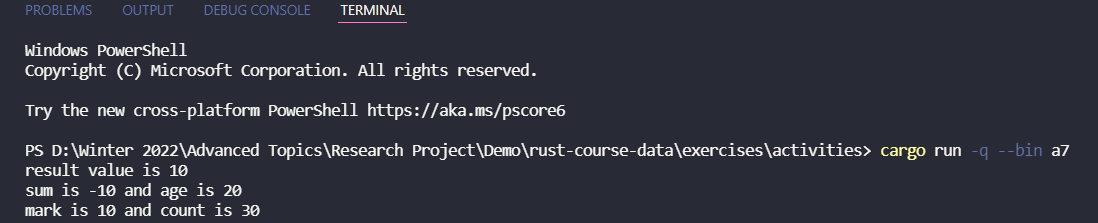 PROBLEMS OUTPUT DEBUG CONSOLE TERMINAL
Windows PowerShell
Copyright (C) Microsoft Corporation. All rights reserved.
Try the new cross-platform PowerShell https://aka.ms/pscore6
PS D:\Winter 2022\Advanced Topics\Research Project\Demo\rust-course-data\exercises\activities> cargo run -q --bin a7
result value is 10
sum is -10 and age is 20
mark is 10 and count is 30